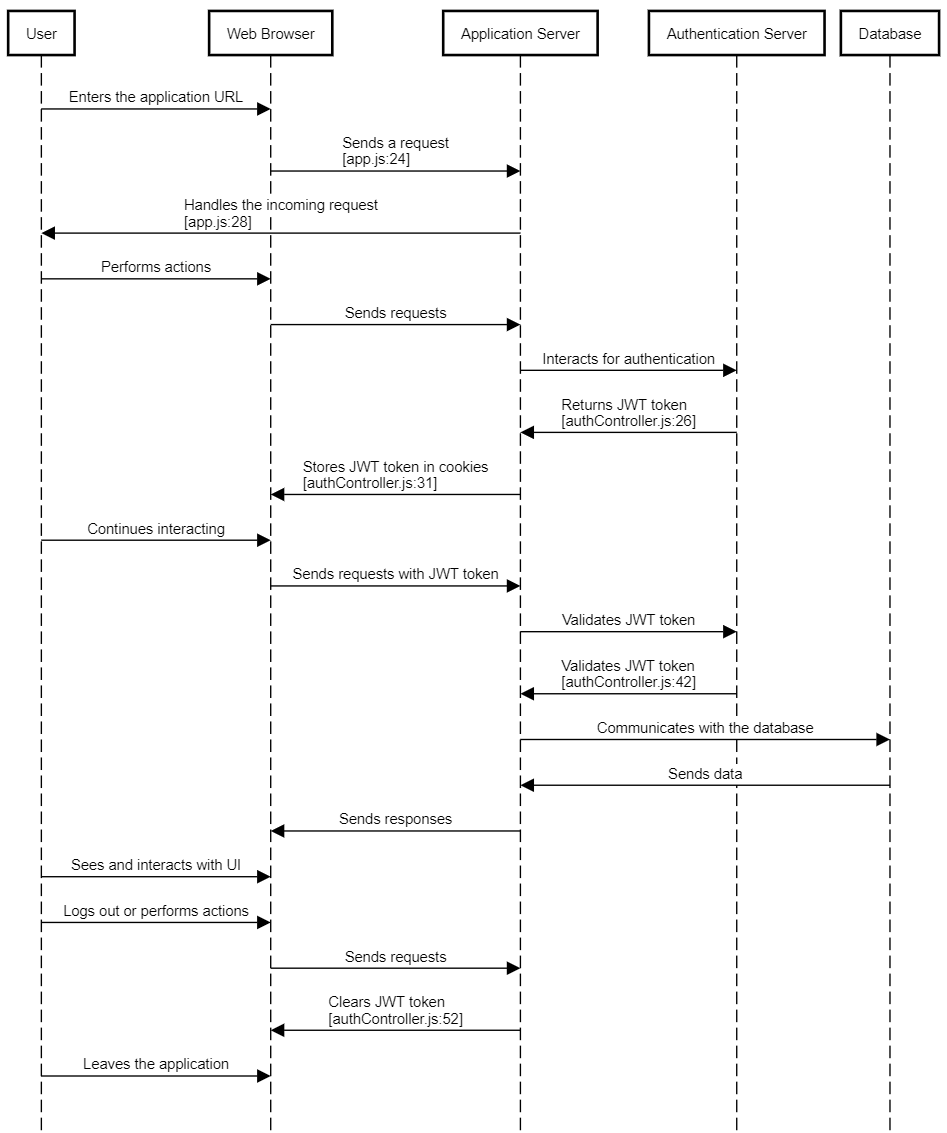 User
Web Browser
Application Server
Authentication Server
Database
Enters the application URL
Sends a request
[app.js:24]
Handles the incoming request
[app.js:28]
Performs actions
Sends requests
Interacts for authentication
Returns JWT token
[authController.js:26]
Stores JWT token in cookies
[authController.js:31]
Continues interacting
Sends requests with JWT token
Validates JWT token
Validates JWT token
[authController.js:42]
Communicates with the database
Sends data
Sends responses
Sees and interacts with UI
Logs out or performs actions
Sends requests
Clears JWT token
[authController.js:52]
Leaves the application